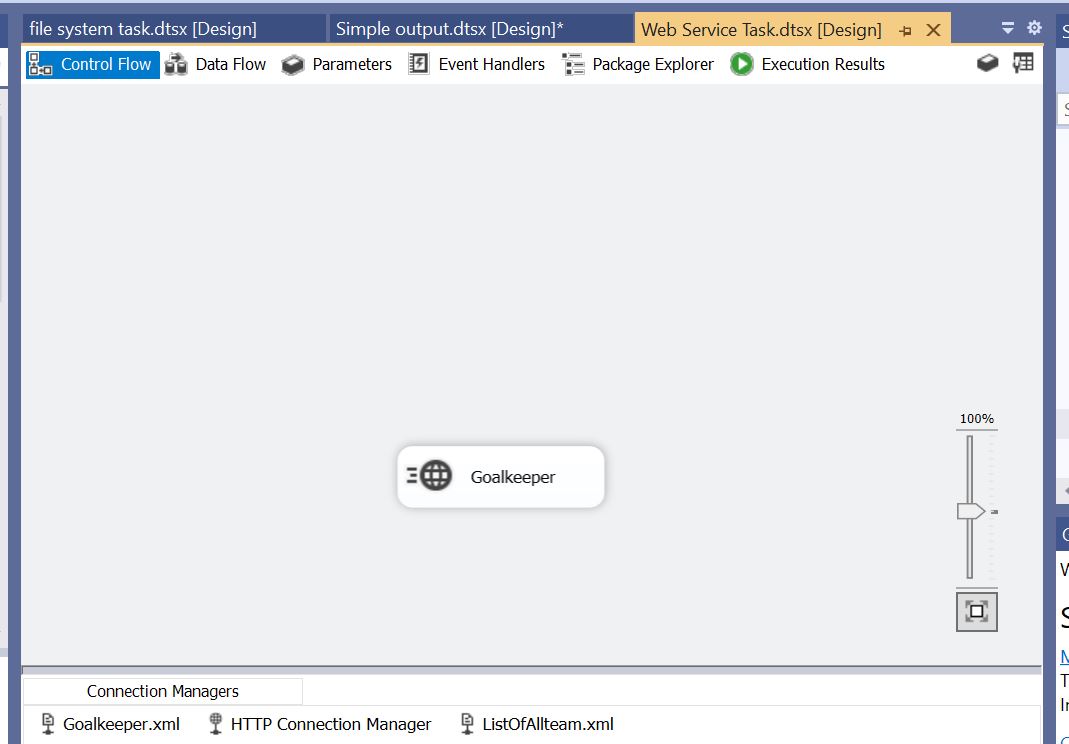 file system task.dtsx [Design] Simple output.dtsx [Design]* Web Service Task.dtsx [Design]
Control Flow Data Flow Parameters Event Handlers Package Explorer Execution Results
100%
Goalkeeper
Connection Managers
Goalkeeper.xml HTTP Connection Manager ListOfAllteam.xml